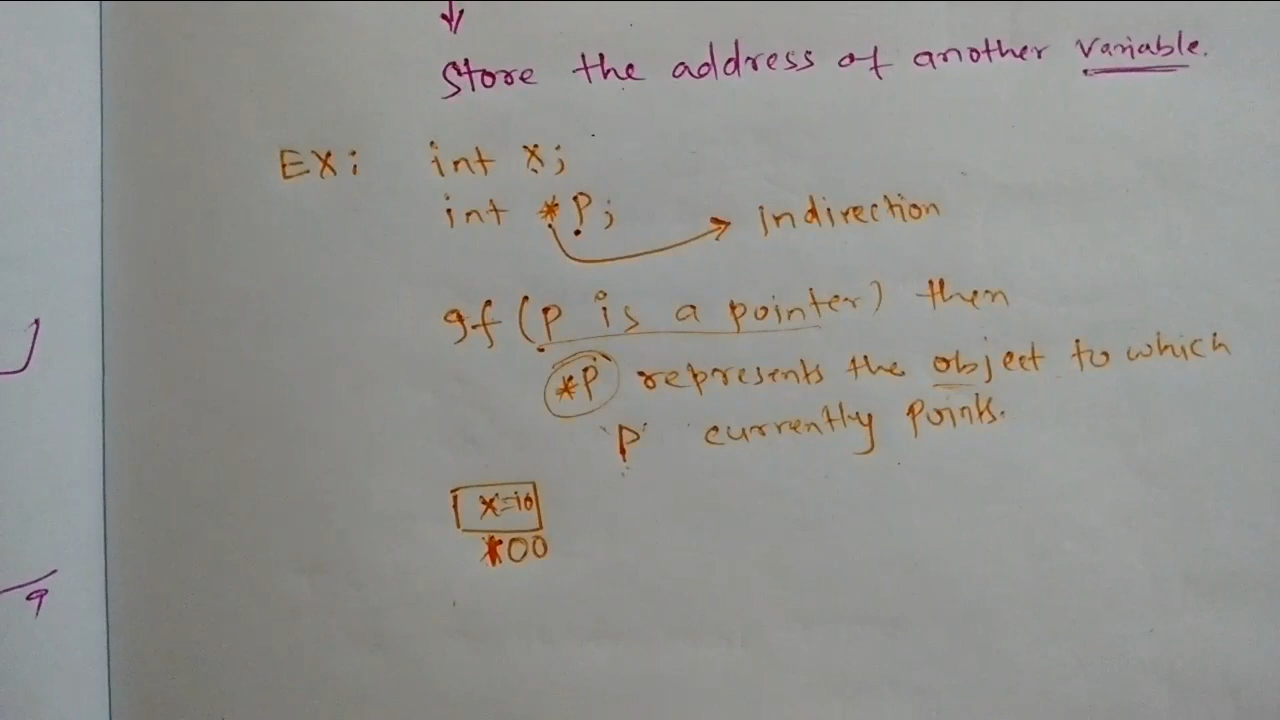 Store the address of another variable.
EX: int x;
int *P; → indirection
If (P is a pointer) then
*P represents the object to which
'P' currently points.
x=10
*00
9